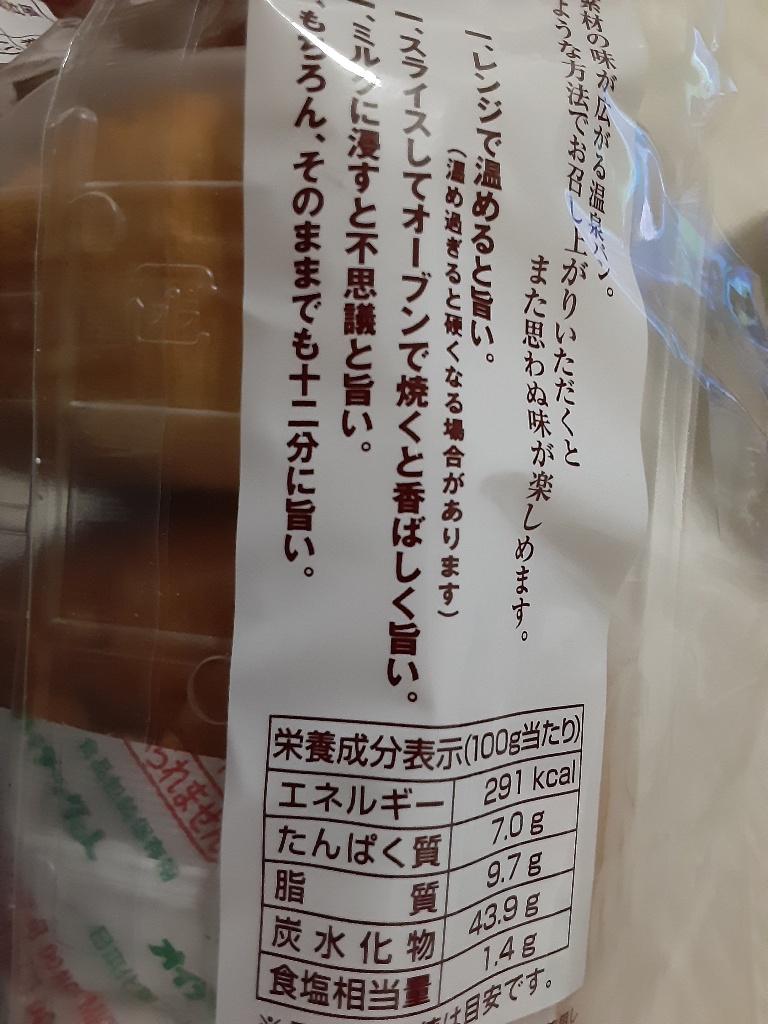 素材の味が広がる温泉パン。
ような方法でお召し上がりいただくと
また思わぬ味が楽しめます。
一、レンジで温めると旨い。
(温め過ぎると硬くなる場合があります)
一、スライスしてオーブンで焼くと香ばしく旨い。
一、ミルクに浸すと不思議と旨い。
、もちろん、そのままでも十二分に旨い。
栄養成分表示(100g当たり)
エネルギー 291 kcal
たんぱく質 7.0 g
脂質 9.7 g
炭水化物 43.9 g
食塩相当量 1.4 g
は目安です。
られません